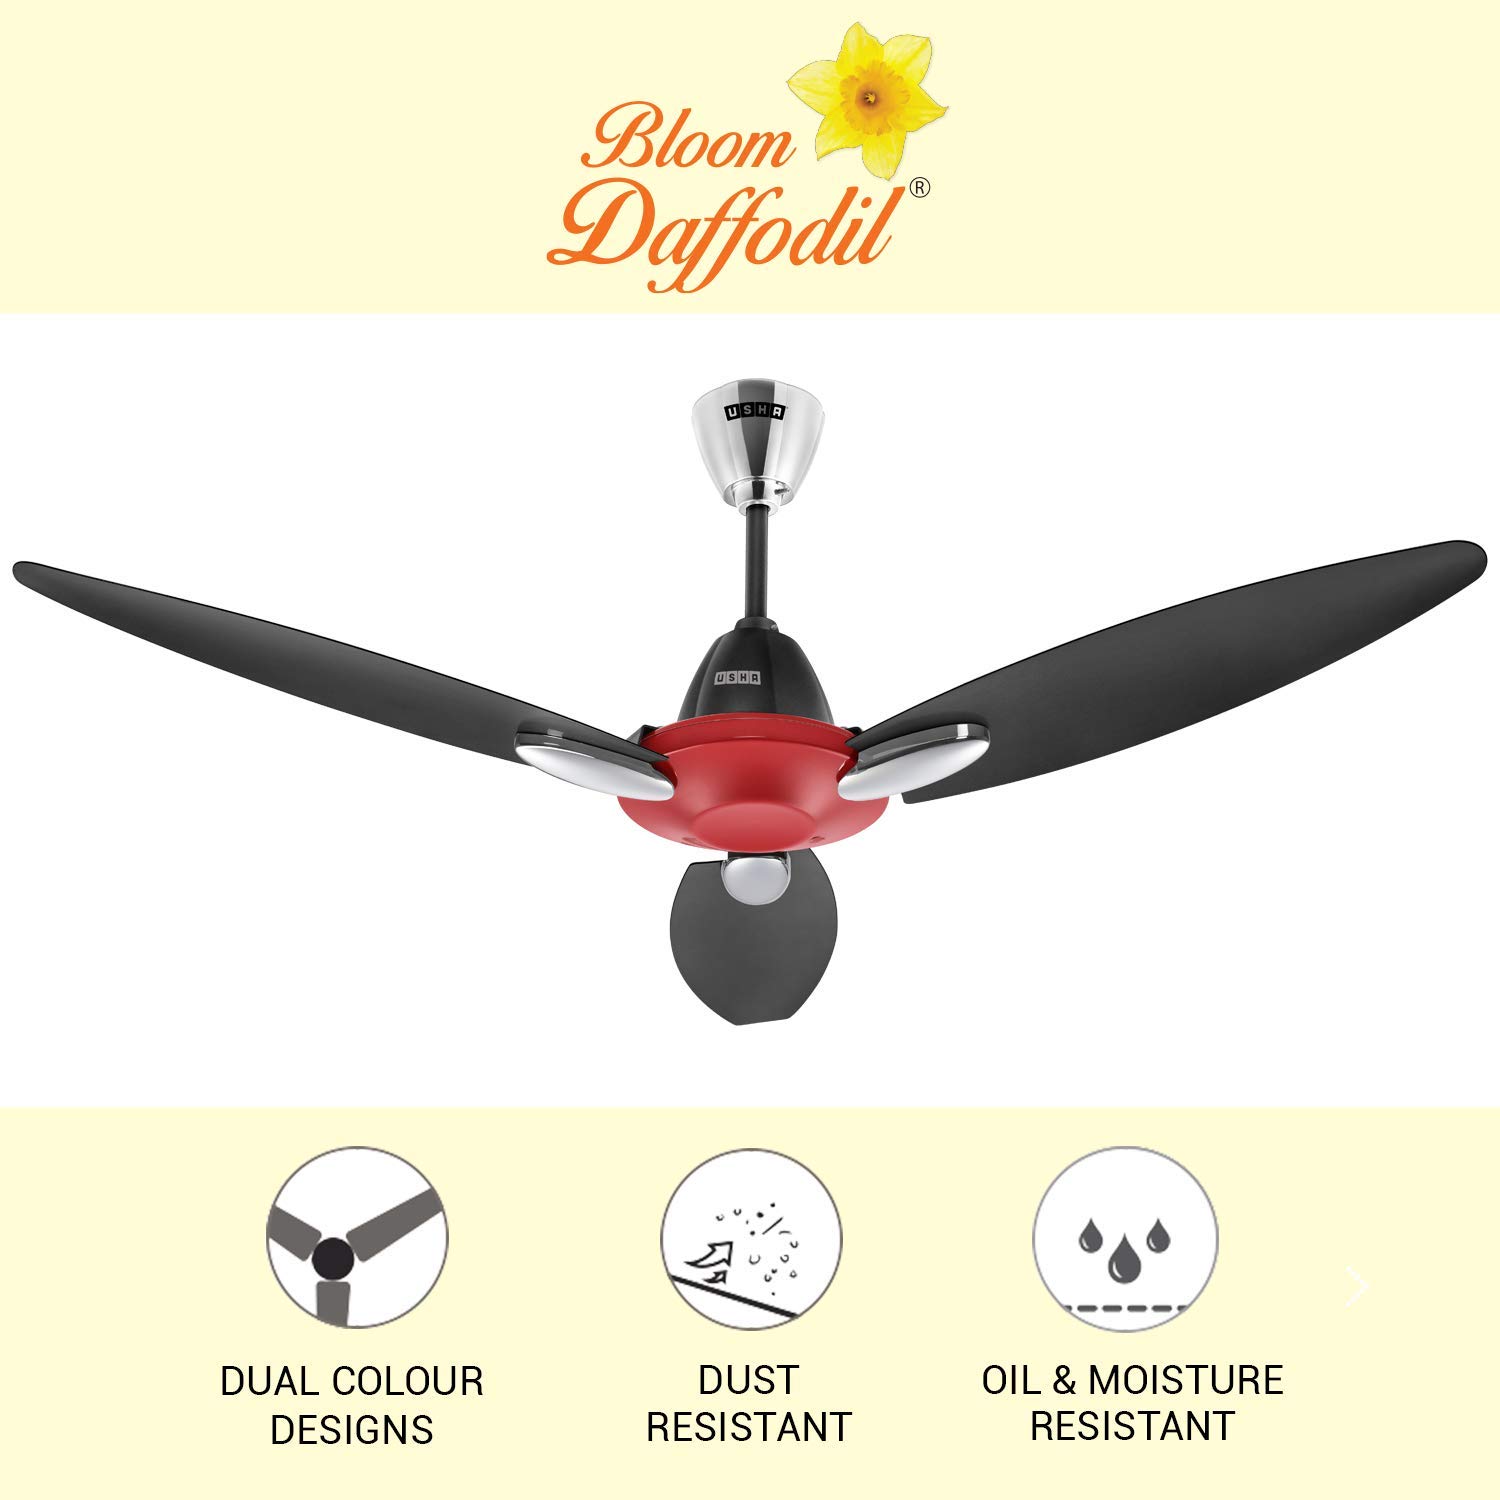 Bloom
Daffodil®
USHA
USHA
DUAL COLOUR
DESIGNS
DUST
RESISTANT
OIL & MOISTURE
RESISTANT